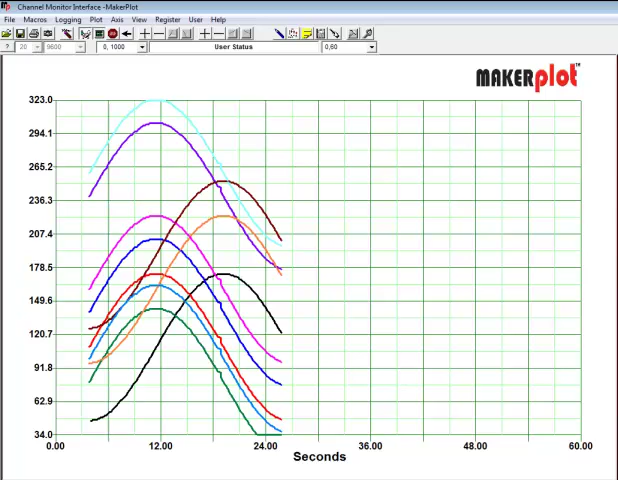 Channel Monitor Interface -MakerPlot
File Macros Logging Plot Axis View Register User Help
? 20 9600 0, 1000 User Status 0,60
MAKERplot™
323.0
294.1
265.2
236.3
207.4
178.5
149.6
120.7
91.8
62.9
34.0
0.00 12.00 24.00 36.00 48.00 60.00
Seconds